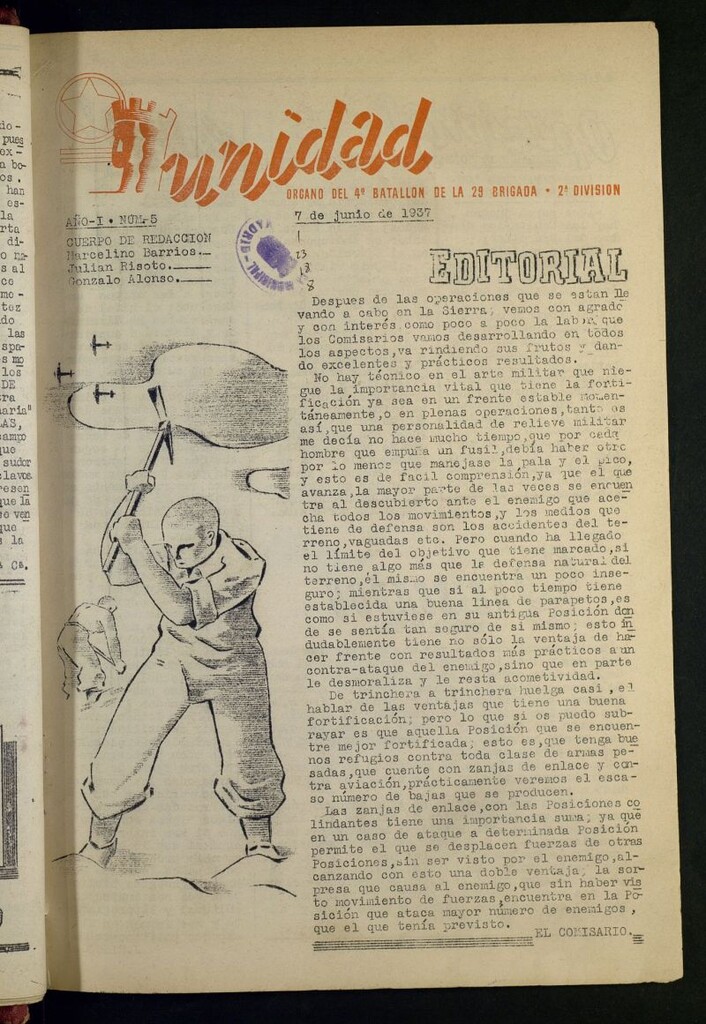 unidad
ORGANO DEL 4º BATALLON DE LA 29 BRIGADA • 2ª DIVISION
AÑO-I • NUM-5
7 de junio de 1937
CUERPO DE REDACCION
Marcelino Barrios.
Julian Risoto.
Gonzalo Alonso.
EDITORIAL
Despues de las operaciones que se estan lle
vando a cabo en la Sierra, vemos con agrado
y con interés como poco a poco la labor que
los Comisarios vamos desarrollando en todos
los aspectos,va rindiendo sus frutos y dan-
do excelentes y prácticos resultados.
No hay técnico en el arte militar que nie-
gue la importancia vital que tiene la forti-
ficación ya sea en un frente estable momen-
táneamente,o en plenas operaciones,tanto es
así,que una personalidad de relieve militar
me decía no hace mucho tiempo,que por cada
hombre que empuña un fusil,debía haber otro
por lo menos que manejase la pala y el pico,
y esto es de facil comprensión,ya que el que
avanza,la mayor parte de las veces se encuen
tra al descubierto ante el enemigo que ace-
cha todos los movimientos,y los medios que
tiene de defensa son los accidentes del te-
rreno,vaguadas etc. Pero cuando ha llegado
el límite del objetivo que tiene marcado,si
no tiene algo más que la defensa natural del
terreno,él mismo se encuentra un poco inse-
guro; mientras que si al poco tiempo tiene
establecida una buena linea de parapetos,es
como si estuviese en su antigua Posición don
de se sentía tan seguro de si mismo; esto in
dudablemente tiene no sólo la ventaja de ha-
cer frente con resultados más prácticos a un
contra-ataque del enemigo,sino que en parte
le desmoraliza y le resta acometividad.
De trinchera a trinchera huelga casi, el
hablar de las ventajas que tiene una buena
fortificación; pero lo que si os puedo sub-
rayar es que aquella Posición que se encuen-
tre mejor fortificada; esto es,que tenga bue
nos refugios contra toda clase de armas pe-
sadas,que cuente con zanjas de enlace y con
tra aviación,prácticamente veremos el esca-
so número de bajas que se producen.
Las zanjas de enlace,con las Posiciones co
lindantes tiene una importancia suma; ya que
en un caso de ataque a determinada Posición
permite el que se desplacen fuerzas de otras
Posiciones,sin ser visto por el enemigo,al-
canzando con esto una doble ventaja; la sor-
presa que causa al enemigo,que sin haber vis
to movimiento de fuerzas,encuentra en la Po-
sición que ataca mayor número de enemigos,
que el que tenía previsto.
EL COMISARIO.